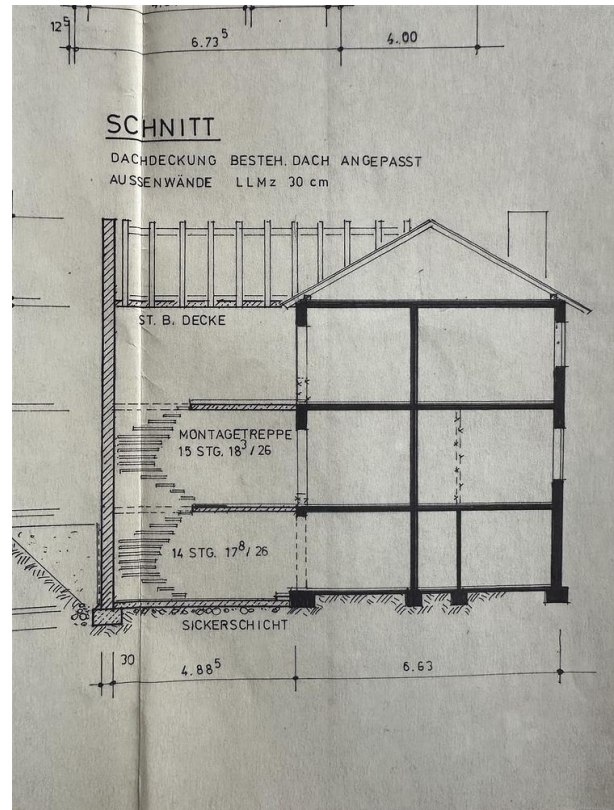 12⁵
6.73⁵
4.00
SCHNITT
DACHDECKUNG BESTEH. DACH ANGEPASST
AUSSENWÄNDE LLMz 30 cm
ST. B. DECKE
MONTAGETREPPE
15 STG. 18³/26
14 STG. 17⁸/26
SICKERSCHICHT
30
4.88⁵
6.63